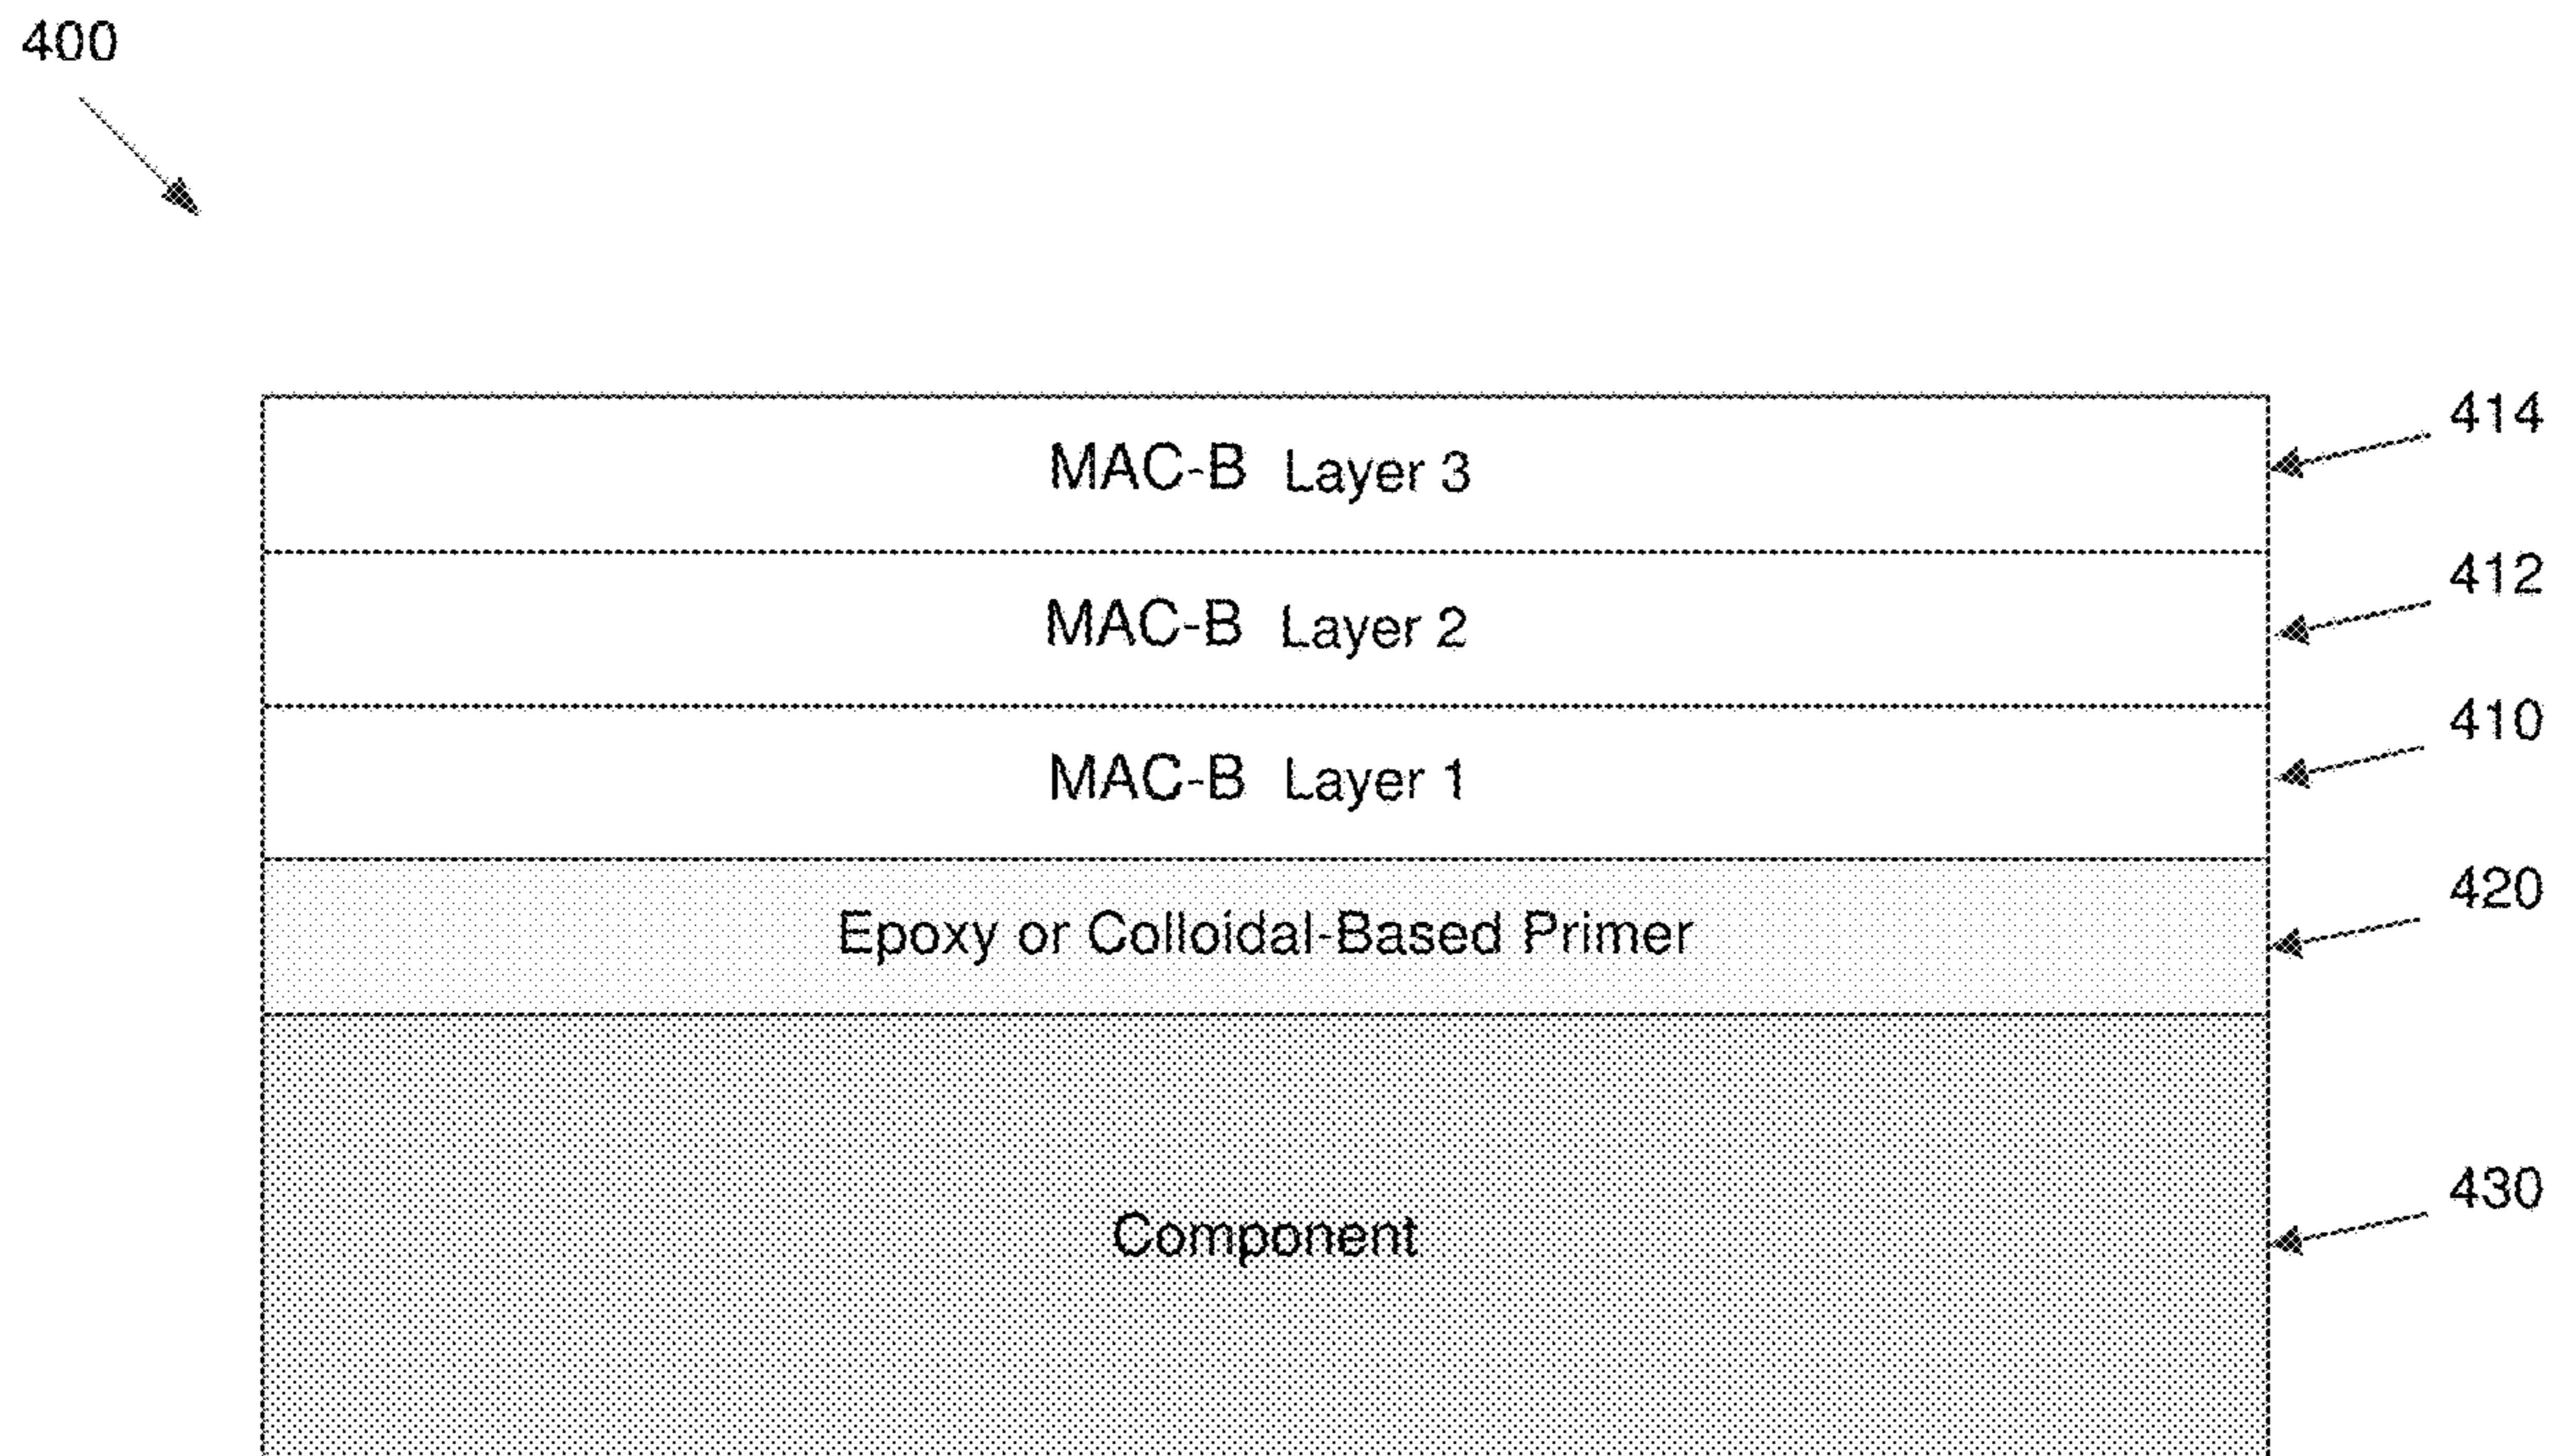 400
MAC-B Layer 3
414
MAC-B Layer 2
412
MAC-B Layer 1
410
Epoxy or Colloidal-Based Primer
420
Component
430